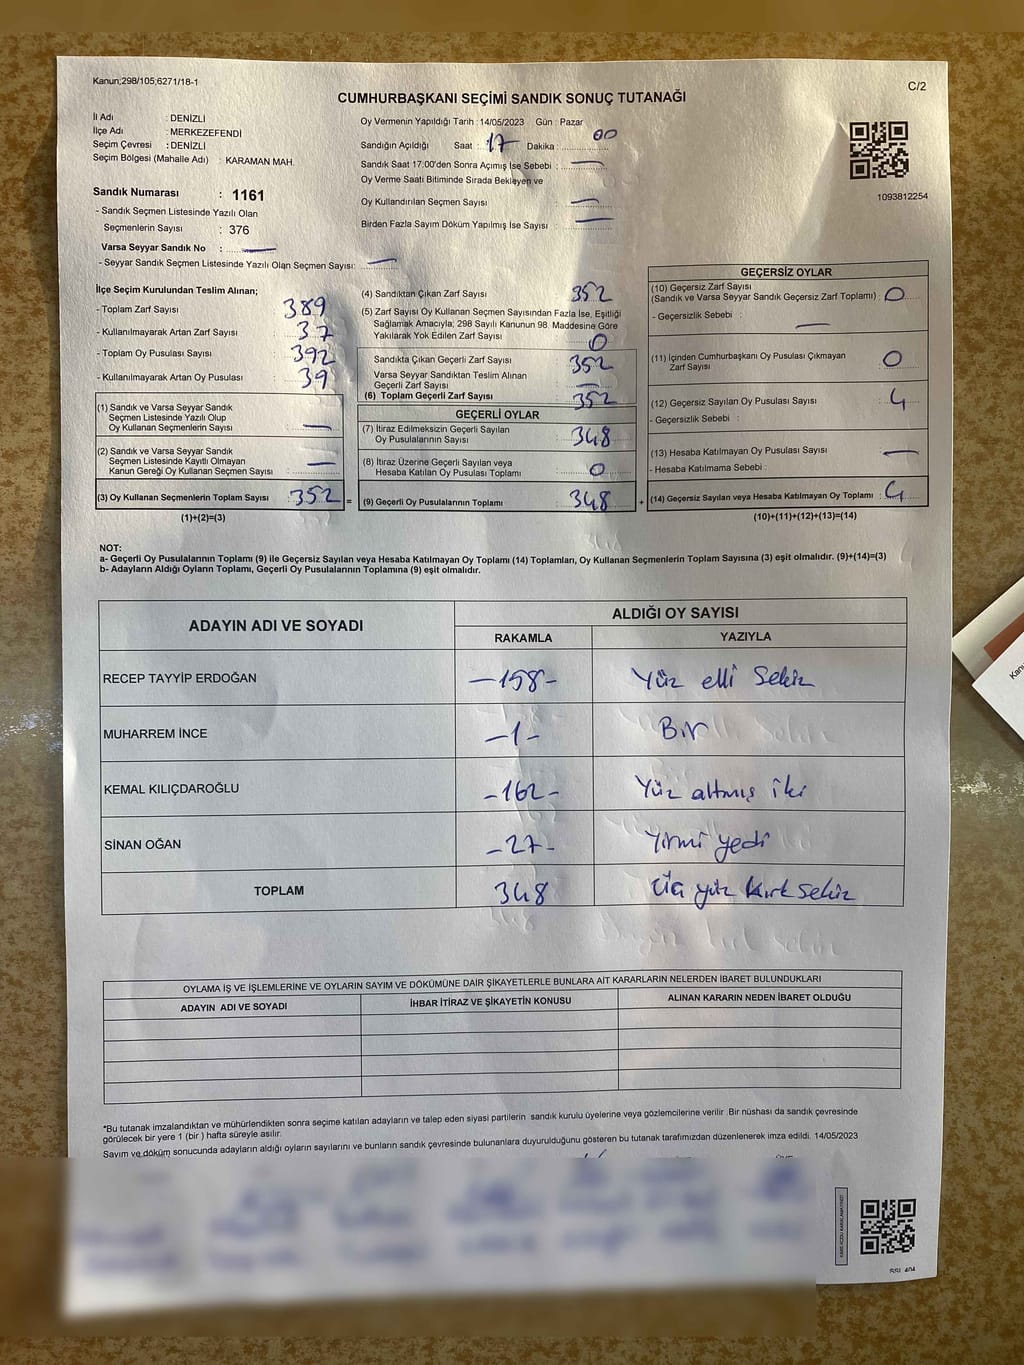 Kanun;298/105;6271/18-1
C/2
CUMHURBAŞKANI SEÇİMİ SANDIK SONUÇ TUTANAĞI
İl Adı : DENİZLİ
İlçe Adı : MERKEZEFENDİ
Seçim Çevresi : DENİZLİ
Seçim Bölgesi (Mahalle Adı) : KARAMAN MAH.
Sandık Numarası : 1161
- Sandık Seçmen Listesinde Yazılı Olan
Seçmenlerin Sayısı : 376
Varsa Seyyar Sandık No : —
- Seyyar Sandık Seçmen Listesinde Yazılı Olan Seçmen Sayısı: —
Oy Vermenin Yapıldığı Tarih : 14/05/2023 Gün : Pazar
Sandığın Açıldığı Saat : 17 Dakika : 00
Sandık Saat 17:00'den Sonra Açımış İse Sebebi : —
Oy Verme Saati Bitiminde Sırada Bekleyen ve
Oy Kullandırılan Seçmen Sayısı : —
Birden Fazla Sayım Döküm Yapılmış İse Sayısı : —
1093812254
İlçe Seçim Kurulundan Teslim Alınan;
- Toplam Zarf Sayısı 389
- Kullanılmayarak Artan Zarf Sayısı 37
- Toplam Oy Pusulası Sayısı 392
- Kullanılmayarak Artan Oy Pusulası 39
(1) Sandık ve Varsa Seyyar Sandık
Seçmen Listesinde Yazılı Olup
Oy Kullanan Seçmenlerin Sayısı : —
(2) Sandık ve Varsa Seyyar Sandık
Seçmen Listesinde Kayıtlı Olmayan
Kanun Gereği Oy Kullanan Seçmen Sayısı : —
(3) Oy Kullanan Seçmenlerin Toplam Sayısı : 352 =
(1)+(2)=(3)
(4) Sandıktan Çıkan Zarf Sayısı 352
(5) Zarf Sayısı Oy Kullanan Seçmen Sayısından Fazla İse, Eşitliği
Sağlamak Amacıyla; 298 Sayılı Kanunun 98. Maddesine Göre
Yakılarak Yok Edilen Zarf Sayısı 0
Sandıkta Çıkan Geçerli Zarf Sayısı 352
Varsa Seyyar Sandıktan Teslim Alınan
Geçerli Zarf Sayısı —
(6) Toplam Geçerli Zarf Sayısı 352
GEÇERLİ OYLAR
(7) İtiraz Edilmeksizin Geçerli Sayılan
Oy Pusulalarının Sayısı 348
(8) İtiraz Üzerine Geçerli Sayılan veya
Hesaba Katılan Oy Pusulası Toplamı 0
(9) Geçerli Oy Pusulalarının Toplamı 348 +
GEÇERSİZ OYLAR
(10) Geçersiz Zarf Sayısı
(Sandık ve Varsa Seyyar Sandık Geçersiz Zarf Toplamı) : 0
- Geçersizlik Sebebi : —
(11) İçinden Cumhurbaşkanı Oy Pusulası Çıkmayan
Zarf Sayısı 0
(12) Geçersiz Sayılan Oy Pusulası Sayısı : 4
- Geçersizlik Sebebi :
(13) Hesaba Katılmayan Oy Pusulası Sayısı : —
- Hesaba Katılmama Sebebi :
(14) Geçersiz Sayılan veya Hesaba Katılmayan Oy Toplamı : 4
(10)+(11)+(12)+(13)=(14)
NOT:
a- Geçerli Oy Pusulalarının Toplamı (9) ile Geçersiz Sayılan veya Hesaba Katılmayan Oy Toplamı (14) Toplamları, Oy Kullanan Seçmenlerin Toplam Sayısına (3) eşit olmalıdır. (9)+(14)=(3)
b- Adayların Aldığı Oyların Toplamı, Geçerli Oy Pusulalarının Toplamına (9) eşit olmalıdır.
ADAYIN ADI VE SOYADI ALDIĞI OY SAYISI
RAKAMLA YAZIYLA
RECEP TAYYİP ERDOĞAN -158- Yüz elli Sekiz
MUHARREM İNCE -1- Bir
KEMAL KILIÇDAROĞLU -162- Yüz altmış iki
SİNAN OĞAN -27- Yirmi yedi
TOPLAM 348 Üç yüz kırk sekiz
OYLAMA İŞ VE İŞLEMLERİNE VE OYLARIN SAYIM VE DÖKÜMÜNE DAİR ŞİKAYETLERLE BUNLARA AİT KARARLARIN NELERDEN İBARET BULUNDUKLARI
ADAYIN ADI VE SOYADI İHBAR İTİRAZ VE ŞİKAYETİN KONUSU ALINAN KARARIN NEDEN İBARET OLDUĞU
*Bu tutanak imzalandıktan ve mühürlendikten sonra seçime katılan adayların ve talep eden siyasi partilerin sandık kurulu üyelerine veya gözlemcilerine verilir .Bir nüshası da sandık çevresinde
görülecek bir yere 1 (bir ) hafta süreyle asılır.
Sayım ve döküm sonucunda adayların aldığı oyların sayılarını ve bunların sandık çevresinde bulunanlara duyurulduğunu gösteren bu tutanak tarafımızdan düzenlenerek imza edildi. 14/05/2023